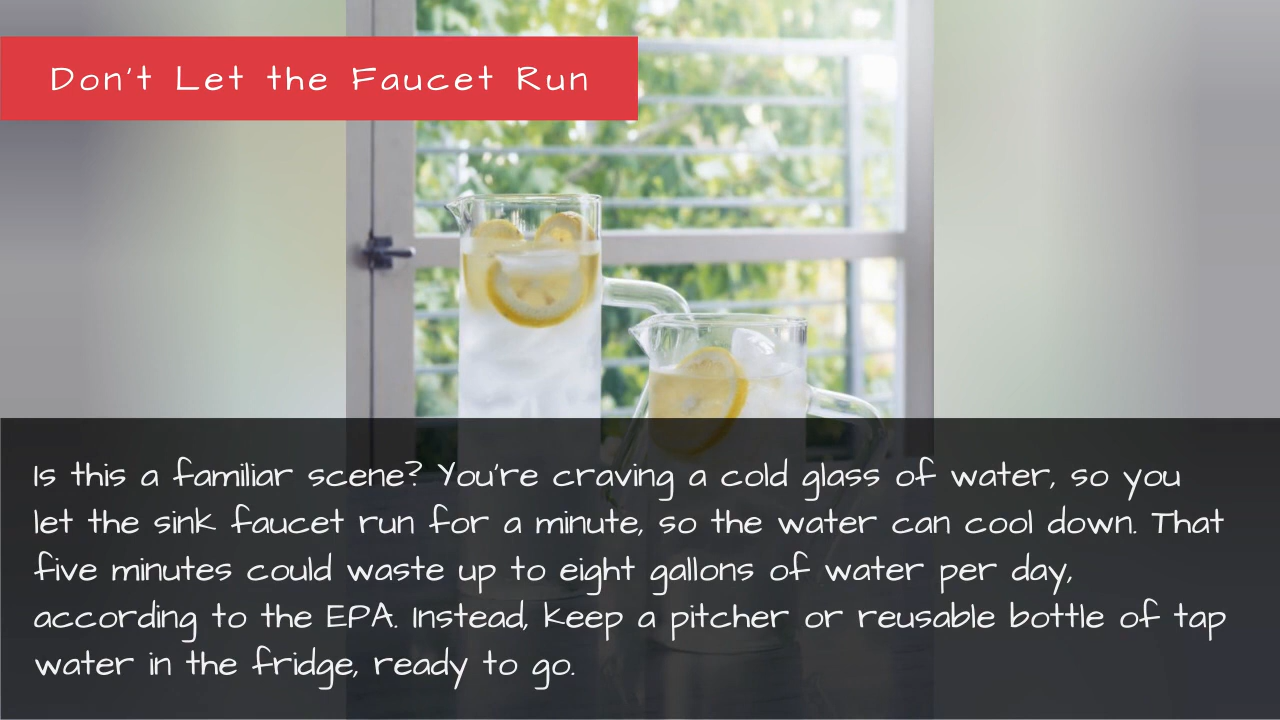 Don't Let the Faucet Run
Is this a familiar scene? You're craving a cold glass of water, so you
let the sink faucet run for a minute, so the water can cool down. That
five minutes could waste up to eight gallons of water per day,
according to the EPA. Instead, keep a pitcher or reusable bottle of tap
water in the fridge, ready to go.